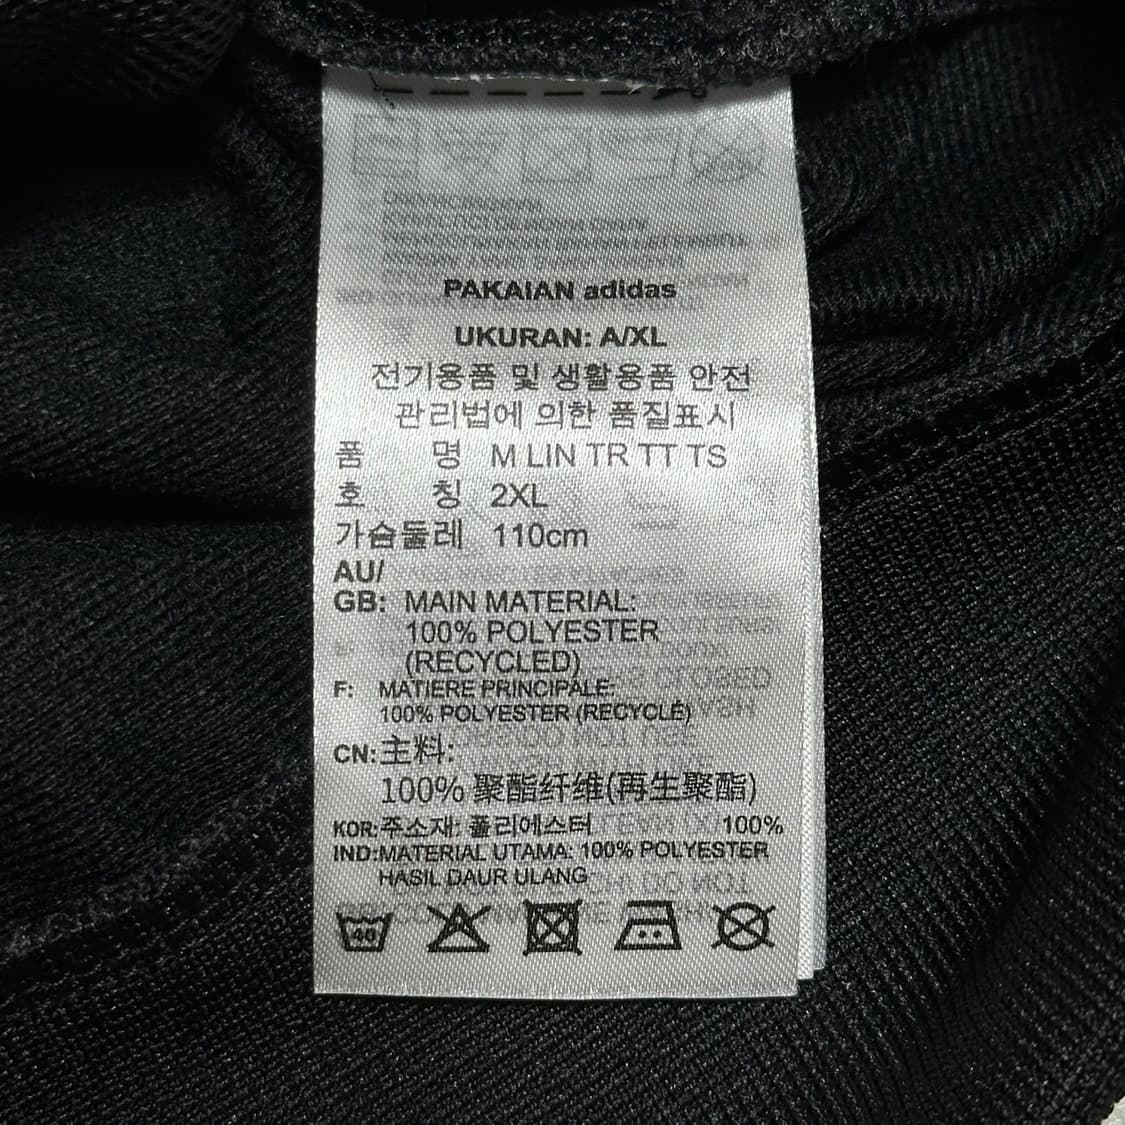 PAKAIAN adidas
UKURAN: A/XL
전기용품 및 생활용품 안전
관리법에 의한 품질표시
품 명 M LIN TR TT TS
호 칭 2XL
가슴둘레 110cm
AU/
GB: MAIN MATERIAL:
100% POLYESTER
(RECYCLED)
F: MATIERE PRINCIPALE:
100% POLYESTER (RECYCLÉ)
CN: 主料:
100% 聚酯纤维(再生聚酯)
KOR: 주소재: 폴리에스터 100%
IND: MATERIAL UTAMA: 100% POLYESTER
HASIL DAUR ULANG
40